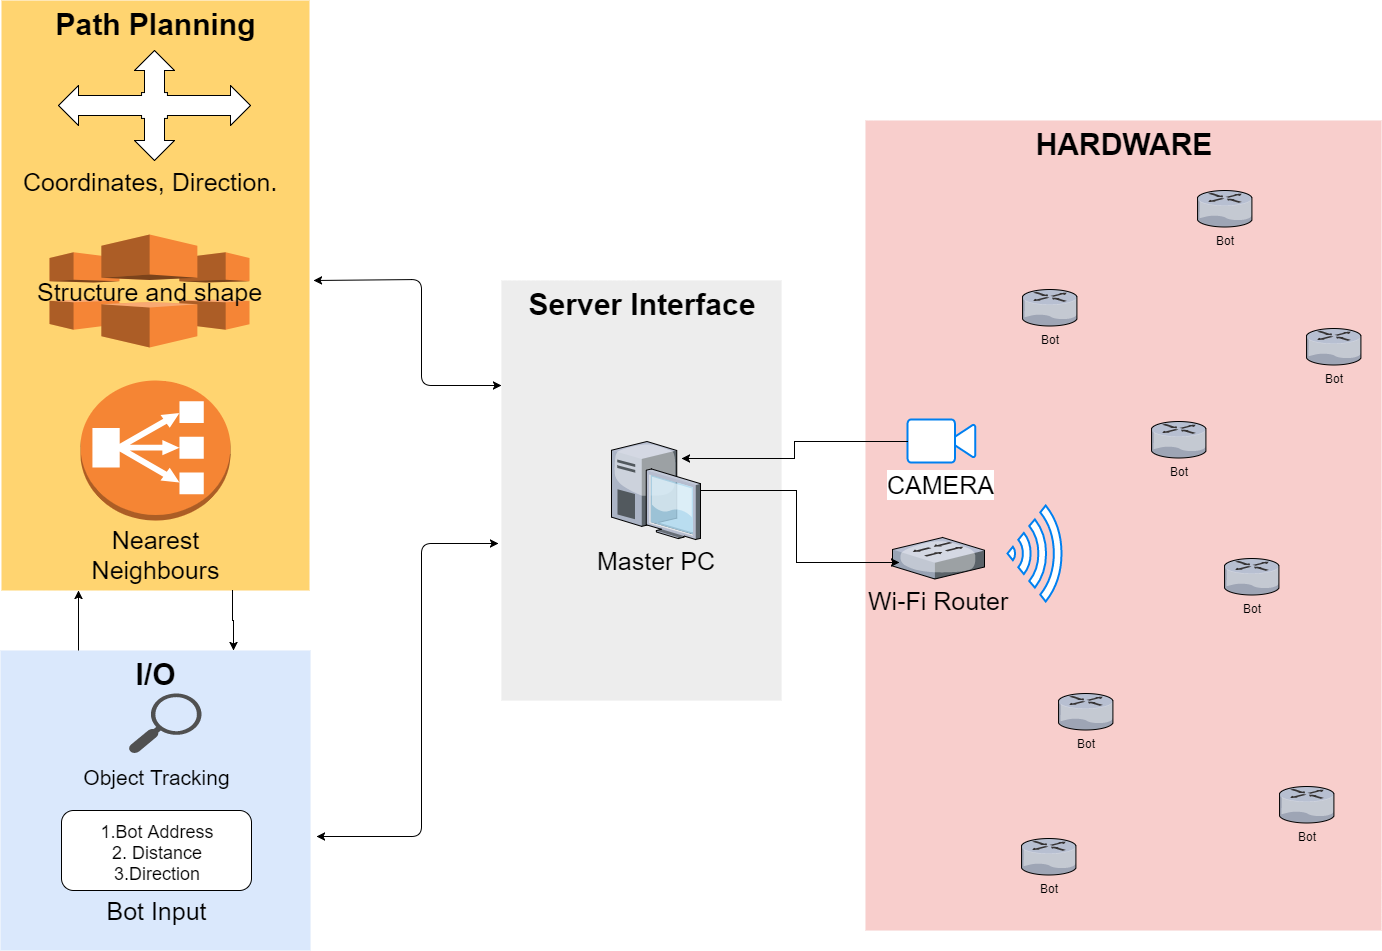 Path Planning
Coordinates, Direction.
Structure and shape
Nearest
Neighbours
I/O
Object Tracking
1.Bot Address
2. Distance
3.Direction
Bot Input
Server Interface
Master PC
HARDWARE
Bot
Bot
Bot
Bot
CAMERA
Wi-Fi Router
Bot
Bot
Bot
Bot